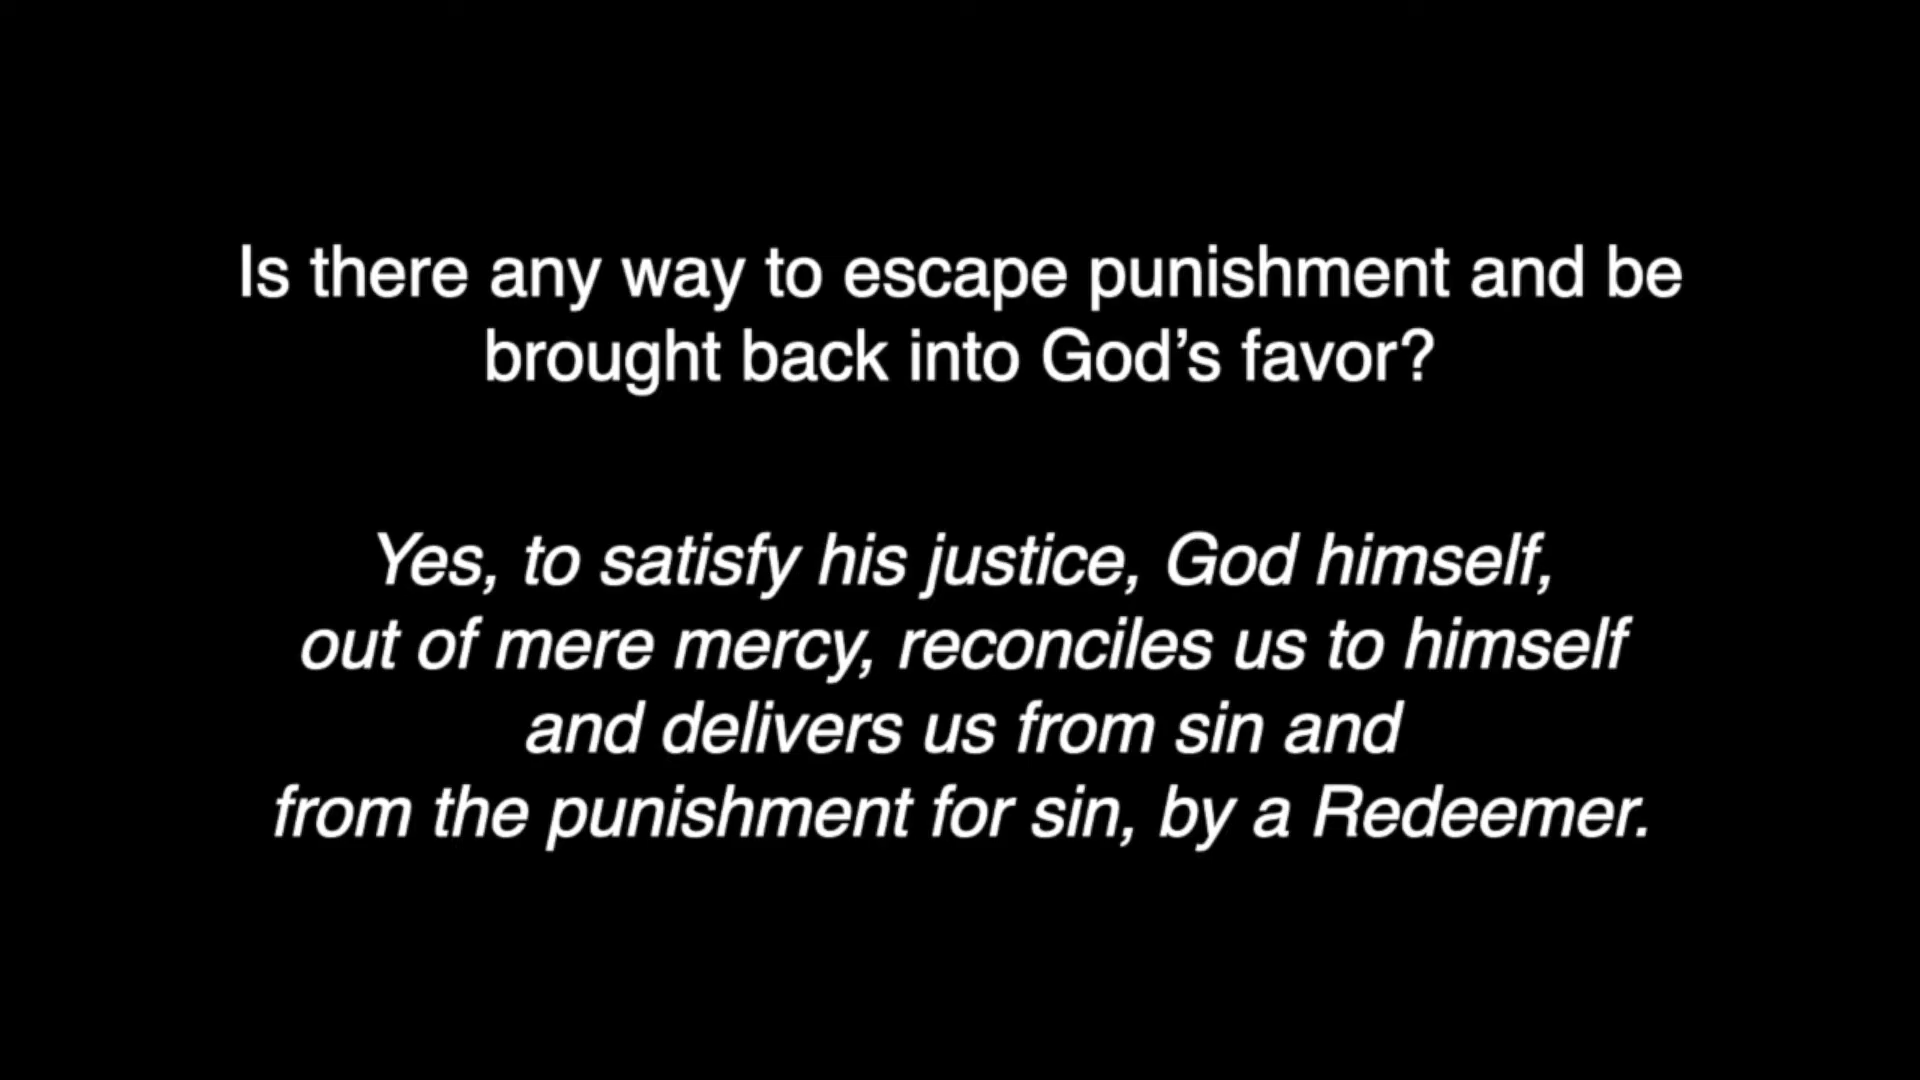 Is there any way to escape punishment and be
brought back into God’s favor?
Yes, to satisfy his justice, God himself,
out of mere mercy, reconciles us to himself
and delivers us from sin and
from the punishment for sin, by a Redeemer.